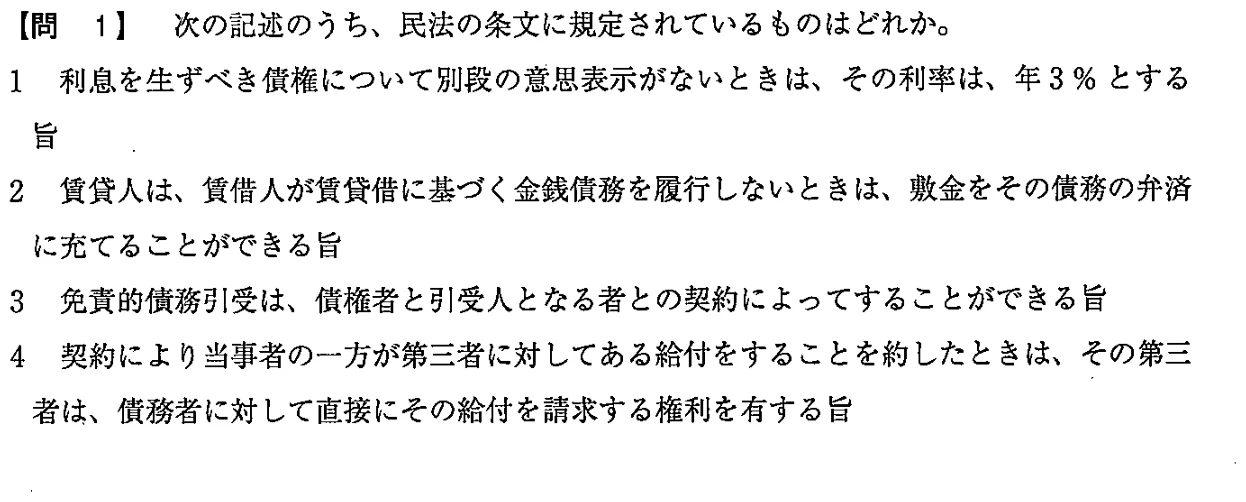 【問　1】　次の記述のうち、民法の条文に規定されているものはどれか。
1　利息を生ずべき債権について別段の意思表示がないときは、その利率は、年３％とする
旨
2　賃貸人は、賃借人が賃貸借に基づく金銭債務を履行しないときは、敷金をその債務の弁済
に充てることができる旨
3　免責的債務引受は、債権者と引受人となる者との契約によってすることができる旨
4　契約により当事者の一方が第三者に対してある給付をすることを約したときは、その第三
者は、債務者に対して直接にその給付を請求する権利を有する旨